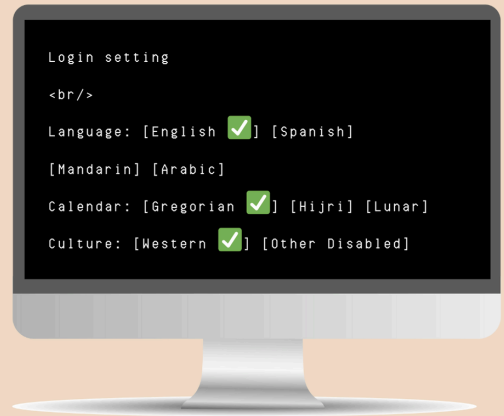 Login setting
<br/>
Language: [English ✅] [Spanish]
[Mandarin] [Arabic]
Calendar: [Gregorian ✅] [Hijri] [Lunar]
Culture: [Western ✅] [Other Disabled]